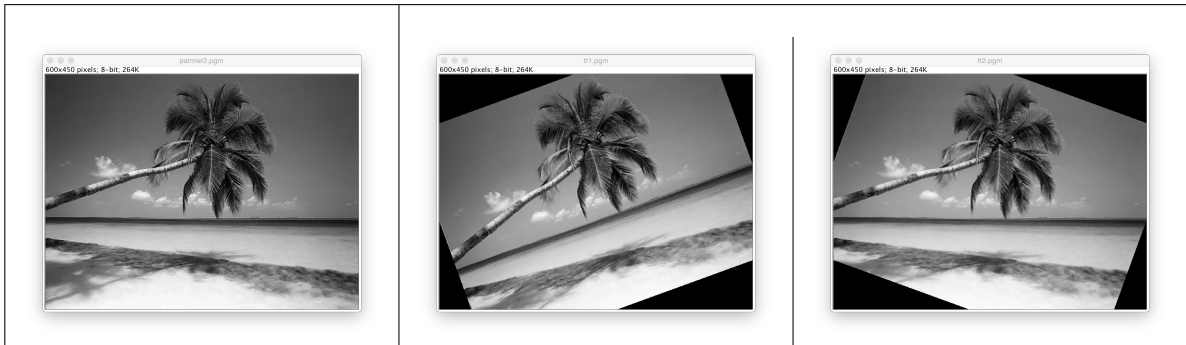 palmier2.pgm
600x450 pixels; 8-bit; 264K
tt1.pgm
600x450 pixels; 8-bit; 264K
tt2.pgm
600x450 pixels; 8-bit; 264K